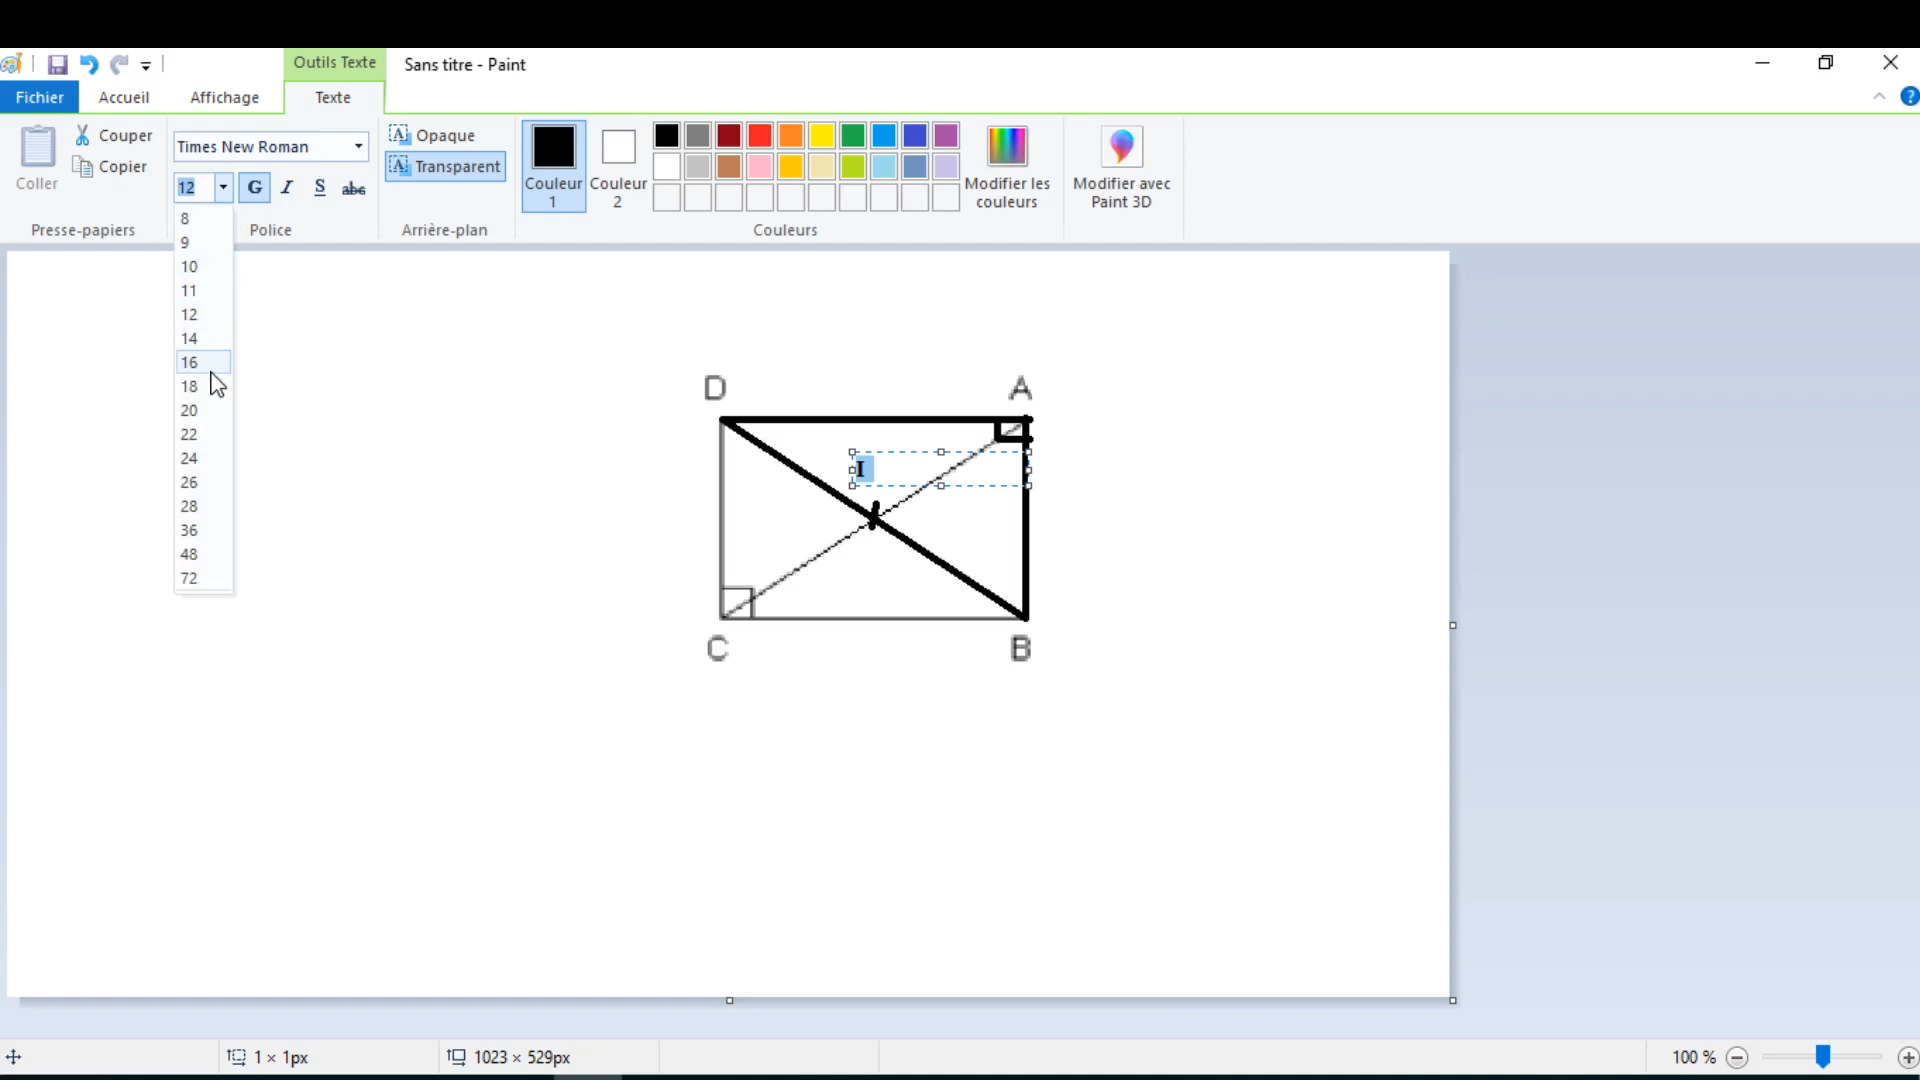 Outils Texte
Sans titre - Paint
Fichier
Accueil
Affichage
Texte
?
Coller
Couper
Copier
Presse-papiers
Times New Roman
12
G
I
S
abc
Police
8
9
10
11
12
14
16
18
20
22
24
26
28
36
48
72
A Opaque
A Transparent
Arrière-plan
Couleur
1
Couleur
2
Couleurs
Modifier les
couleurs
Modifier avec
Paint 3D
D
A
I
C
B
1 × 1px
1023 × 529px
100 %